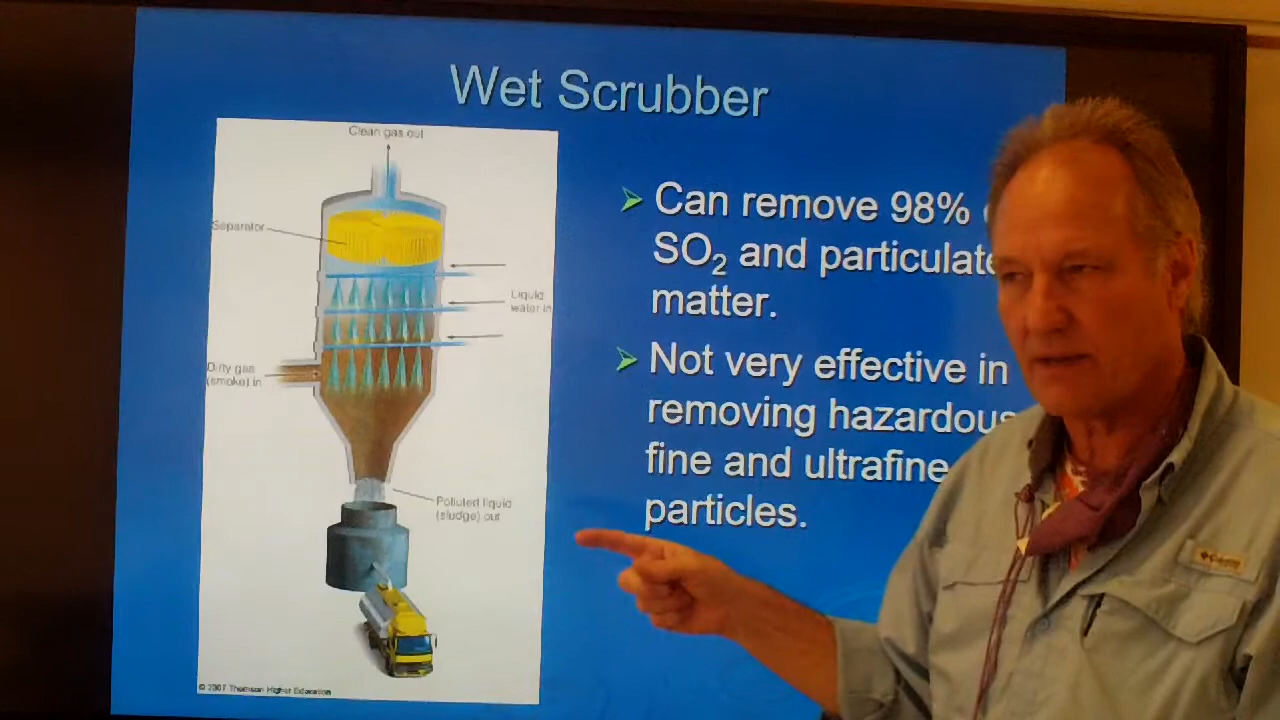 Wet Scrubber
Clean gas out
Separator
Liquid
water in
Dirty gas
(smoke) in
Polluted liquid
(sludge) out
© 2007 Thomson Higher Education
Can remove 98%
SO₂ and particulate
matter.
Not very effective in
removing hazardous
fine and ultrafine
particles.